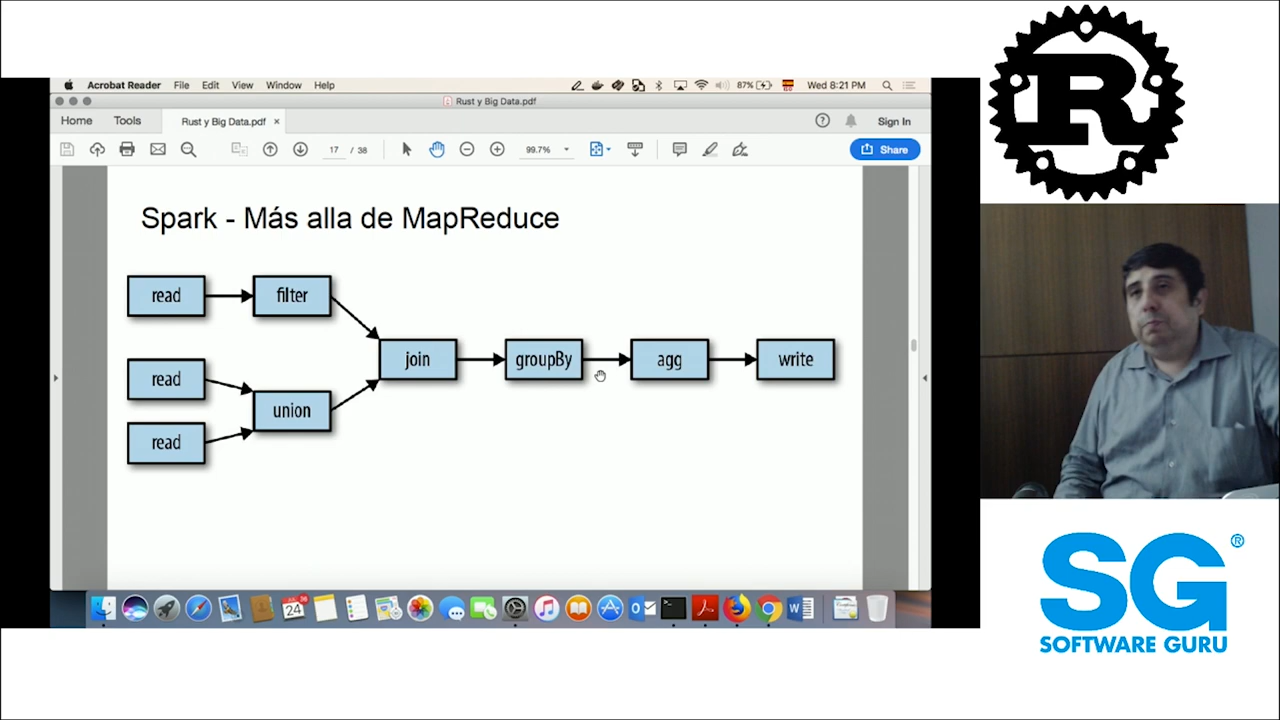 Acrobat Reader File Edit View Window Help 87% Wed 8:21 PM
Rust y Big Data.pdf
Home Tools Rust y Big Data.pdf × Sign In
17 / 38 99.7% Share
Spark - Más alla de MapReduce
read filter
join groupBy agg write
read
union
read
24
W
R
SG®
SOFTWARE GURU